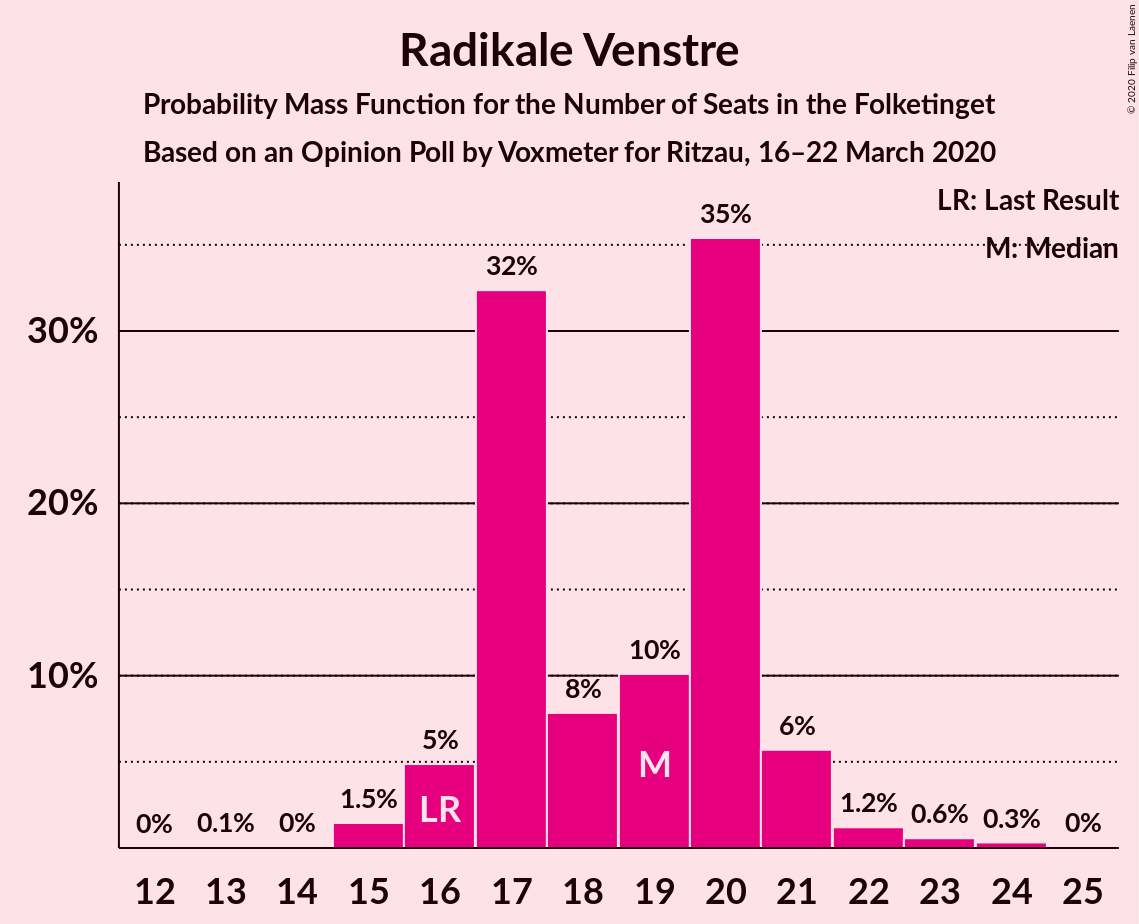 Radikale Venstre
Probability Mass Function for the Number of Seats in the Folketinget
Based on an Opinion Poll by Voxmeter for Ritzau, 16–22 March 2020
© 2020 Filip van Laenen
LR: Last Result
M: Median
30%
20%
10%
0%
0.1%
0%
1.5%
5%
32%
8%
10%
35%
6%
1.2%
0.6%
0.3%
0%
LR
M
12 13 14 15 16 17 18 19 20 21 22 23 24 25